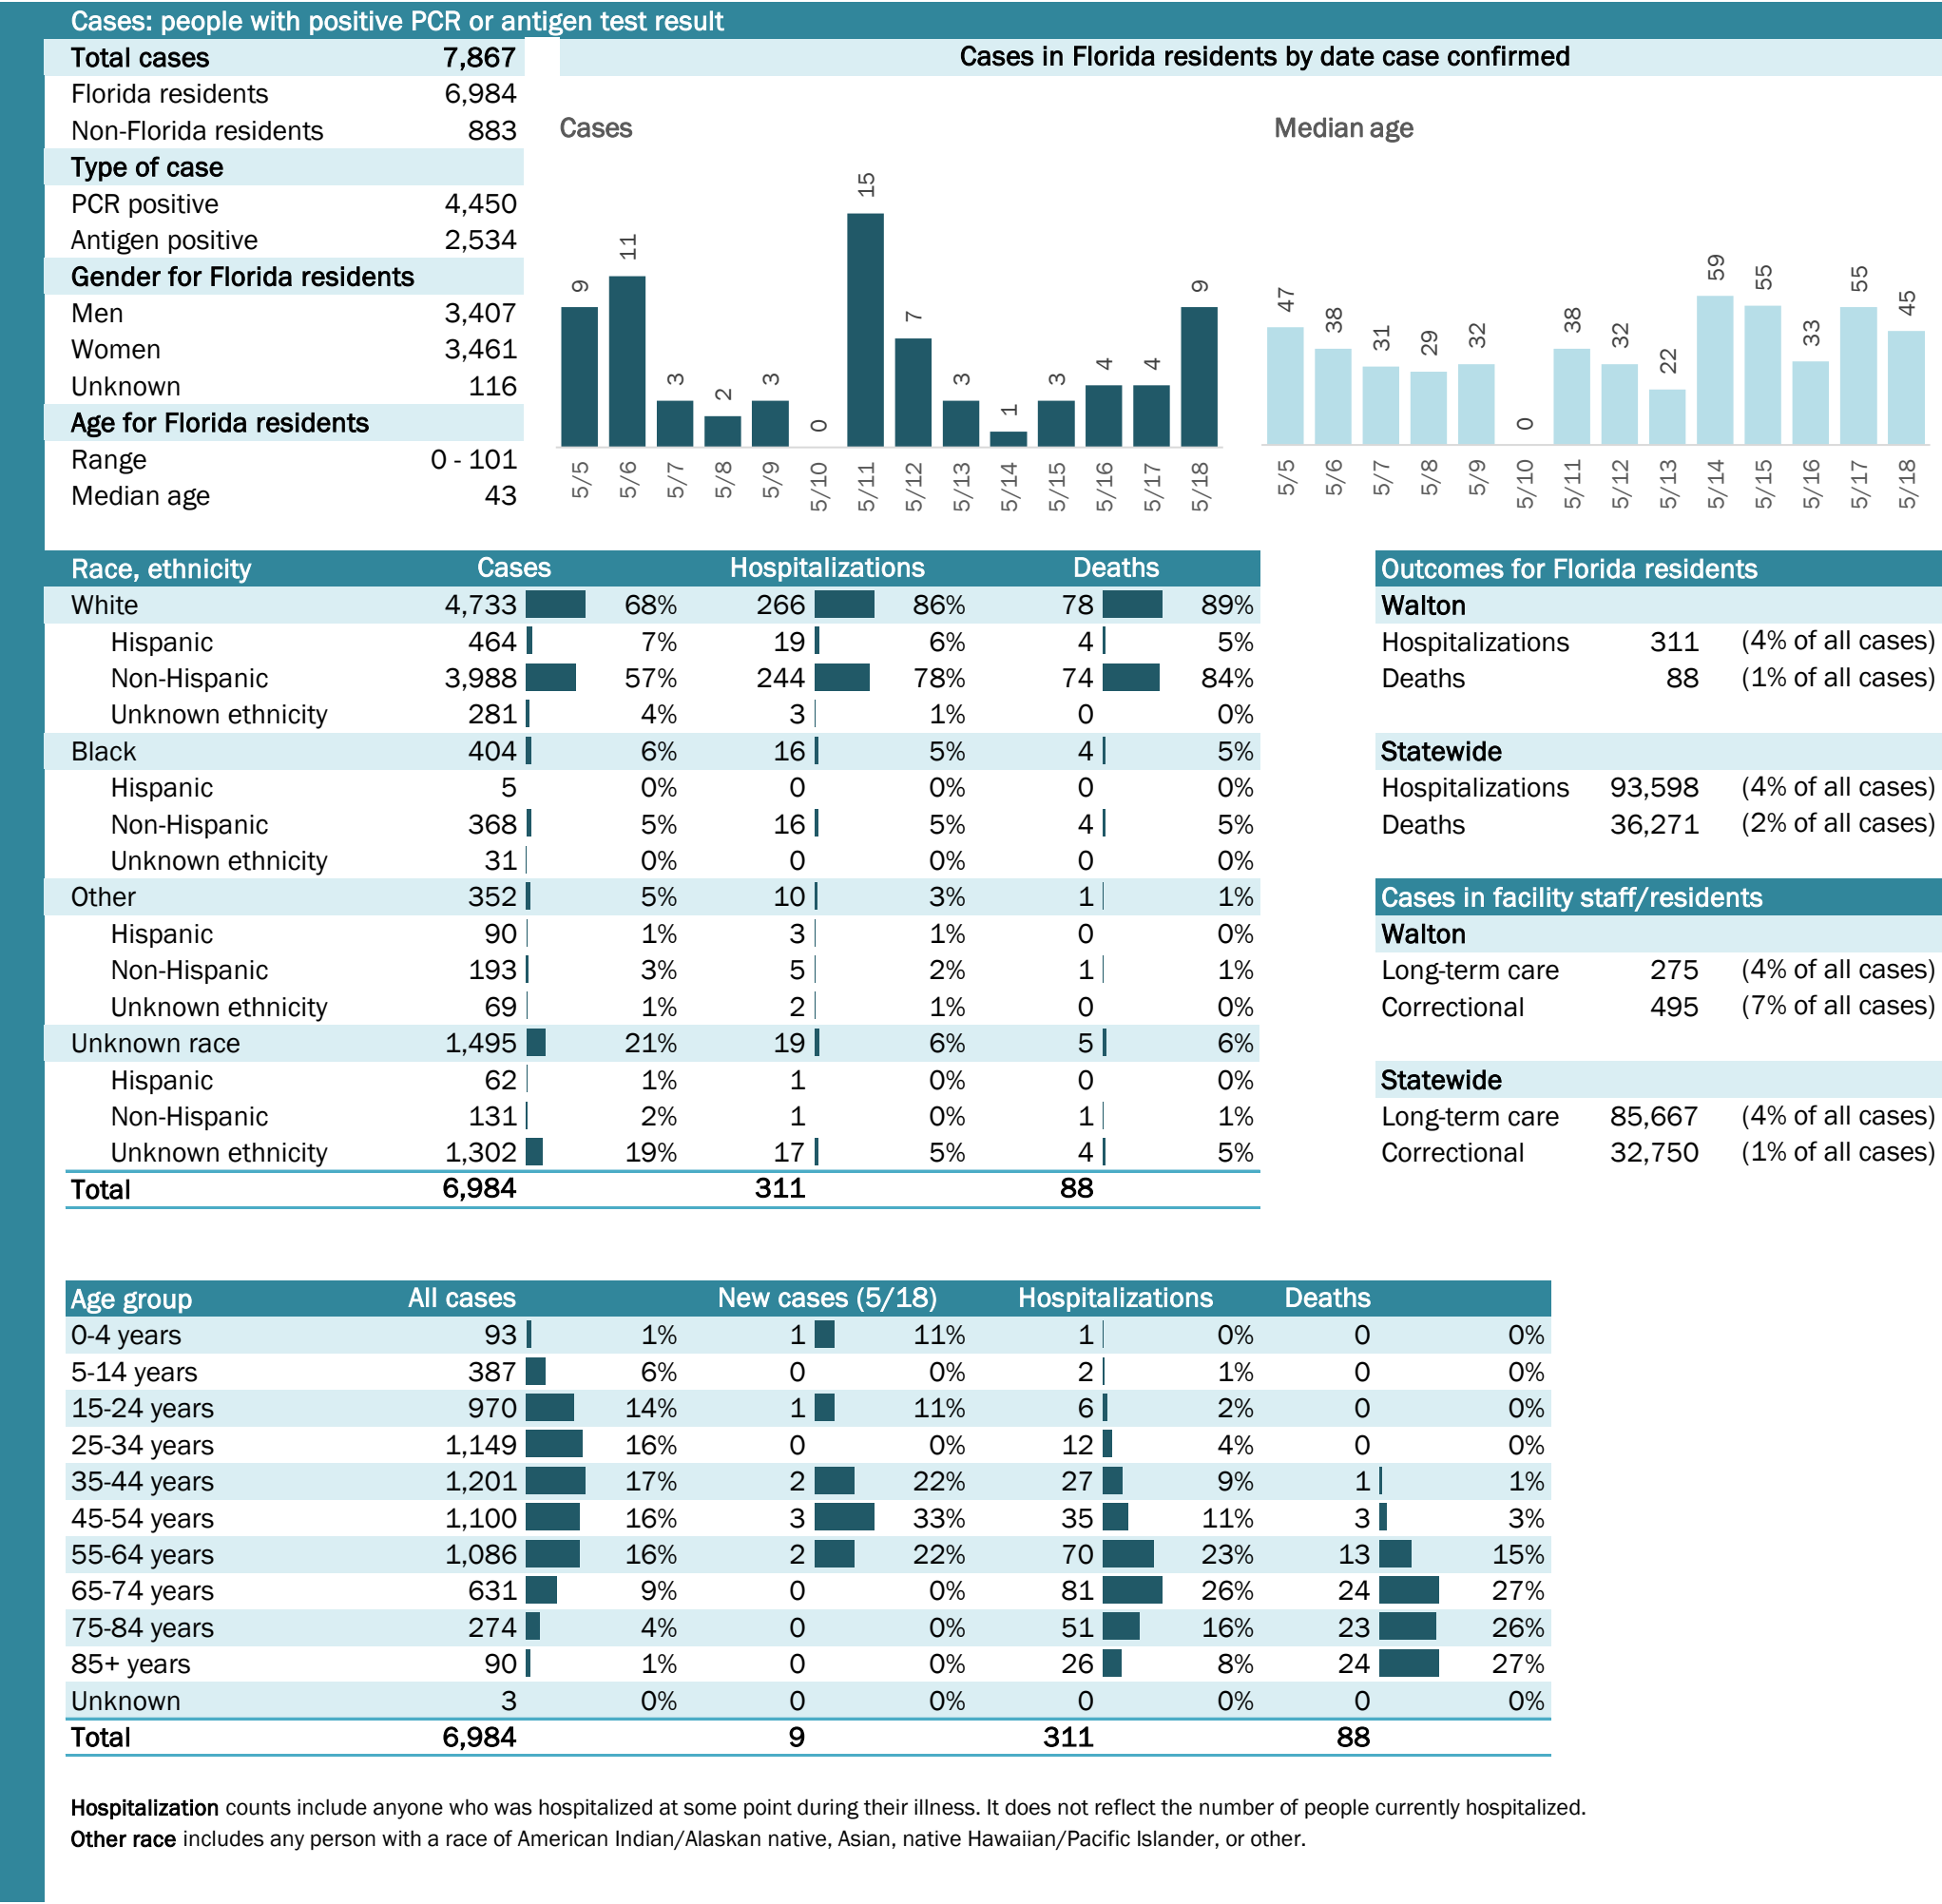 Cases: people with positive PCR or antigen test result
Total cases 7,867
Florida residents 6,984
Non-Florida residents 883
Type of case
PCR positive 4,450
Antigen positive 2,534
Gender for Florida residents
Men 3,407
Women 3,461
Unknown 116
Age for Florida residents
Range 0 - 101
Median age 43
Cases in Florida residents by date case confirmed
Cases
9 11 3 2 3 0 15 7 3 1 3 4 4 9
5/5 5/6 5/7 5/8 5/9 5/10 5/11 5/12 5/13 5/14 5/15 5/16 5/17 5/18
Median age
47 38 31 29 32 0 38 32 22 59 55 33 55 45
5/5 5/6 5/7 5/8 5/9 5/10 5/11 5/12 5/13 5/14 5/15 5/16 5/17 5/18
Race, ethnicity Cases Hospitalizations Deaths
White 4,733 68% 266 86% 78 89%
Hispanic 464 7% 19 6% 4 5%
Non-Hispanic 3,988 57% 244 78% 74 84%
Unknown ethnicity 281 4% 3 1% 0 0%
Black 404 6% 16 5% 4 5%
Hispanic 5 0% 0 0% 0 0%
Non-Hispanic 368 5% 16 5% 4 5%
Unknown ethnicity 31 0% 0 0% 0 0%
Other 352 5% 10 3% 1 1%
Hispanic 90 1% 3 1% 0 0%
Non-Hispanic 193 3% 5 2% 1 1%
Unknown ethnicity 69 1% 2 1% 0 0%
Unknown race 1,495 21% 19 6% 5 6%
Hispanic 62 1% 1 0% 0 0%
Non-Hispanic 131 2% 1 0% 1 1%
Unknown ethnicity 1,302 19% 17 5% 4 5%
Total 6,984 311 88
Outcomes for Florida residents
Walton
Hospitalizations 311 (4% of all cases)
Deaths 88 (1% of all cases)
Statewide
Hospitalizations 93,598 (4% of all cases)
Deaths 36,271 (2% of all cases)
Cases in facility staff/residents
Walton
Long-term care 275 (4% of all cases)
Correctional 495 (7% of all cases)
Statewide
Long-term care 85,667 (4% of all cases)
Correctional 32,750 (1% of all cases)
Age group All cases New cases (5/18) Hospitalizations Deaths
0-4 years 93 1% 1 11% 1 0% 0 0%
5-14 years 387 6% 0 0% 2 1% 0 0%
15-24 years 970 14% 1 11% 6 2% 0 0%
25-34 years 1,149 16% 0 0% 12 4% 0 0%
35-44 years 1,201 17% 2 22% 27 9% 1 1%
45-54 years 1,100 16% 3 33% 35 11% 3 3%
55-64 years 1,086 16% 2 22% 70 23% 13 15%
65-74 years 631 9% 0 0% 81 26% 24 27%
75-84 years 274 4% 0 0% 51 16% 23 26%
85+ years 90 1% 0 0% 26 8% 24 27%
Unknown 3 0% 0 0% 0 0% 0 0%
Total 6,984 9 311 88
Hospitalization counts include anyone who was hospitalized at some point during their illness. It does not reflect the number of people currently hospitalized.
Other race includes any person with a race of American Indian/Alaskan native, Asian, native Hawaiian/Pacific Islander, or other.